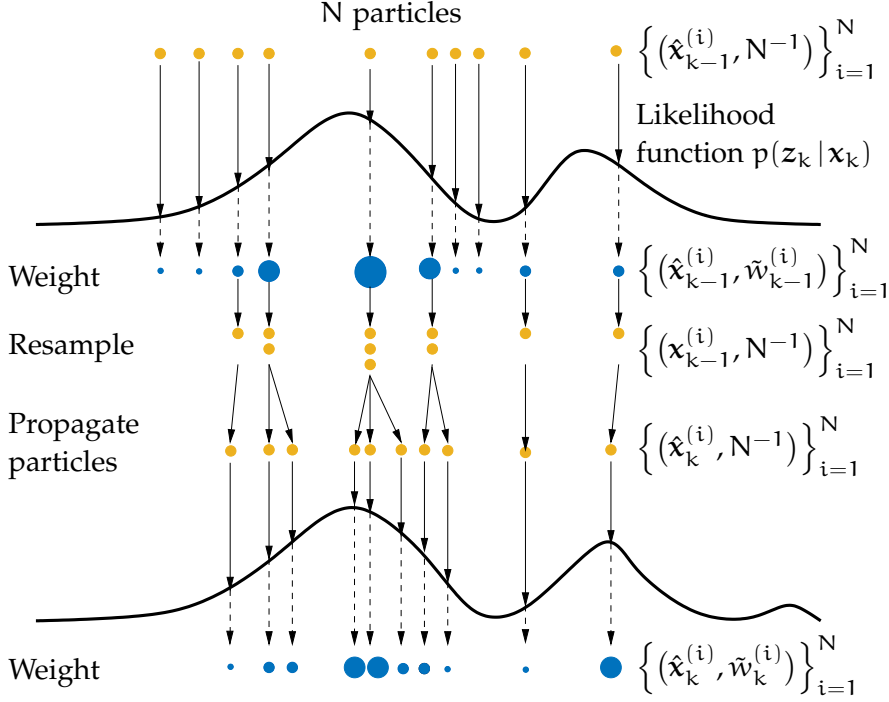 N particles
{(x̂_{k−1}^{(i)}, N^{−1})}_{i=1}^{N}
Likelihood
function p(z_k | x_k)
Weight
{(x̂_{k−1}^{(i)}, w̃_{k−1}^{(i)})}_{i=1}^{N}
Resample
{(x_{k−1}^{(i)}, N^{−1})}_{i=1}^{N}
Propagate
particles
{(x̂_k^{(i)}, N^{−1})}_{i=1}^{N}
Weight
{(x̂_k^{(i)}, w̃_k^{(i)})}_{i=1}^{N}